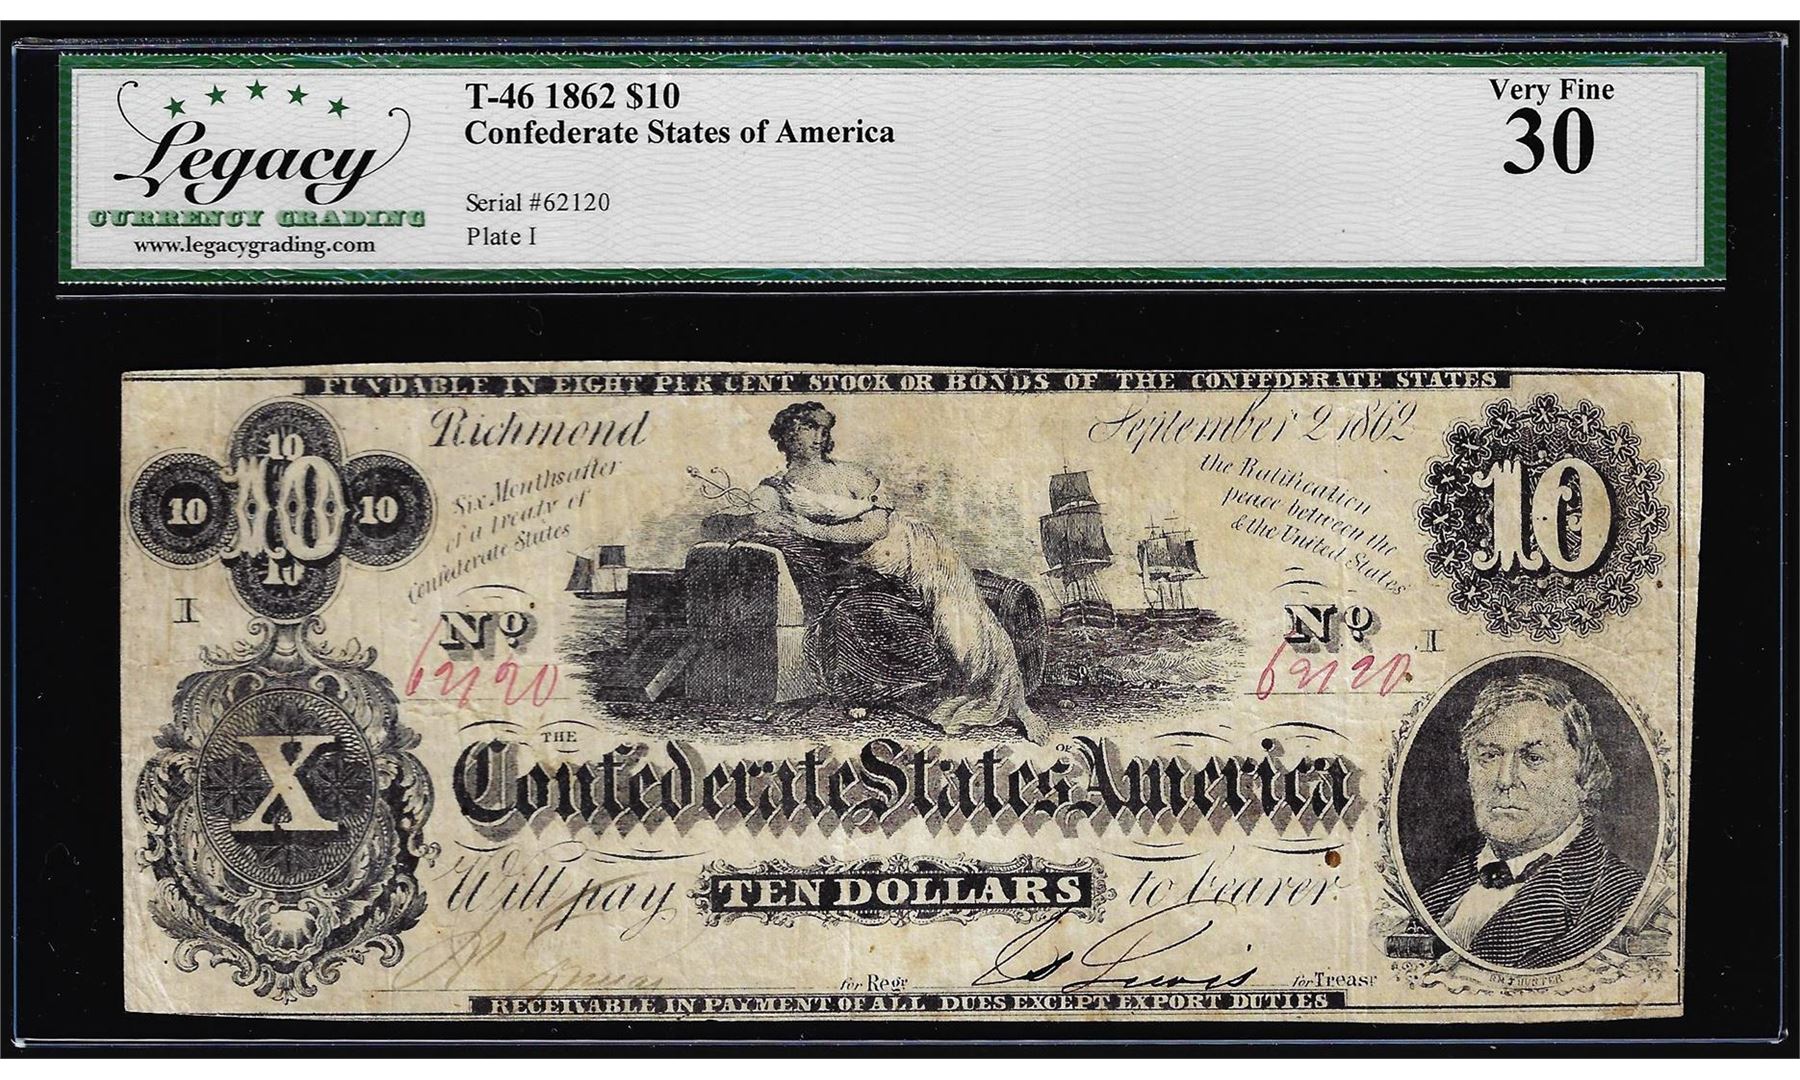 Legacy
CURRENCY GRADING
www.legacygrading.com
T-46 1862 $10
Confederate States of America
Serial #62120
Plate I
Very Fine
30
FUNDABLE IN EIGHT PER CENT STOCK OR BONDS OF THE CONFEDERATE STATES
Richmond
September 2 1862
10
10
10
10
10
10
Six Months after
of a treaty of
Confederate States
the Ratification
peace between the
& the United States
I
No
62120
No
62120
I
X
THE
Confederate States
OF
America
Will pay
TEN DOLLARS
to bearer
for Regr
C Lewis
for Treasr
R.M.T. HUNTER
RECEIVABLE IN PAYMENT OF ALL DUES EXCEPT EXPORT DUTIES